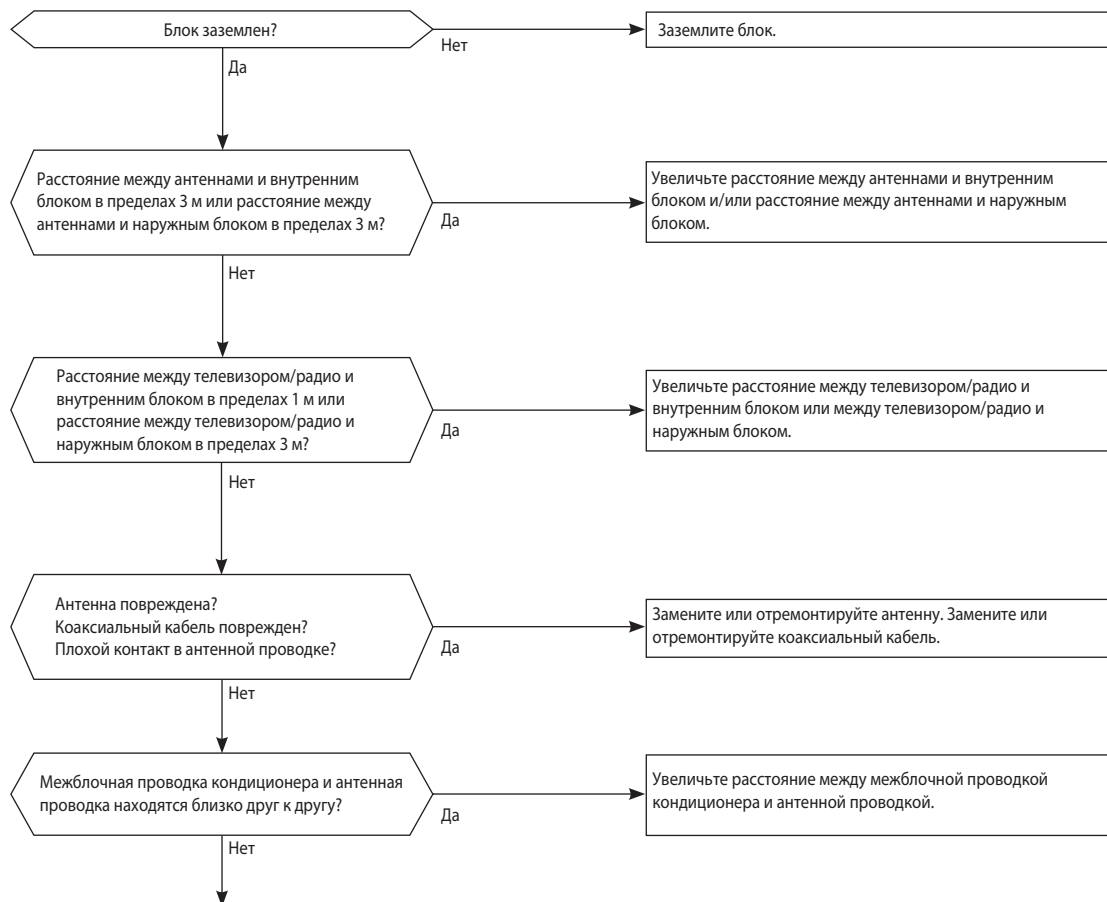 Блок заземлен?
Нет
Заземлите блок.
Да
Расстояние между антеннами и внутренним
блоком в пределах 3 м или расстояние между
антеннами и наружным блоком в пределах 3 м?
Да
Увеличьте расстояние между антеннами и внутренним
блоком и/или расстояние между антеннами и наружным
блоком.
Нет
Расстояние между телевизором/радио и
внутренним блоком в пределах 1 м или
расстояние между телевизором/радио и
наружным блоком в пределах 3 м?
Да
Увеличьте расстояние между телевизором/радио и
внутренним блоком или между телевизором/радио и
наружным блоком.
Нет
Антенна повреждена?
Коаксиальный кабель поврежден?
Плохой контакт в антенной проводке?
Да
Замените или отремонтируйте антенну. Замените или
отремонтируйте коаксиальный кабель.
Нет
Межблочная проводка кондиционера и антенная
проводка находятся близко друг к другу?
Да
Увеличьте расстояние между межблочной проводкой
кондиционера и антенной проводкой.
Нет